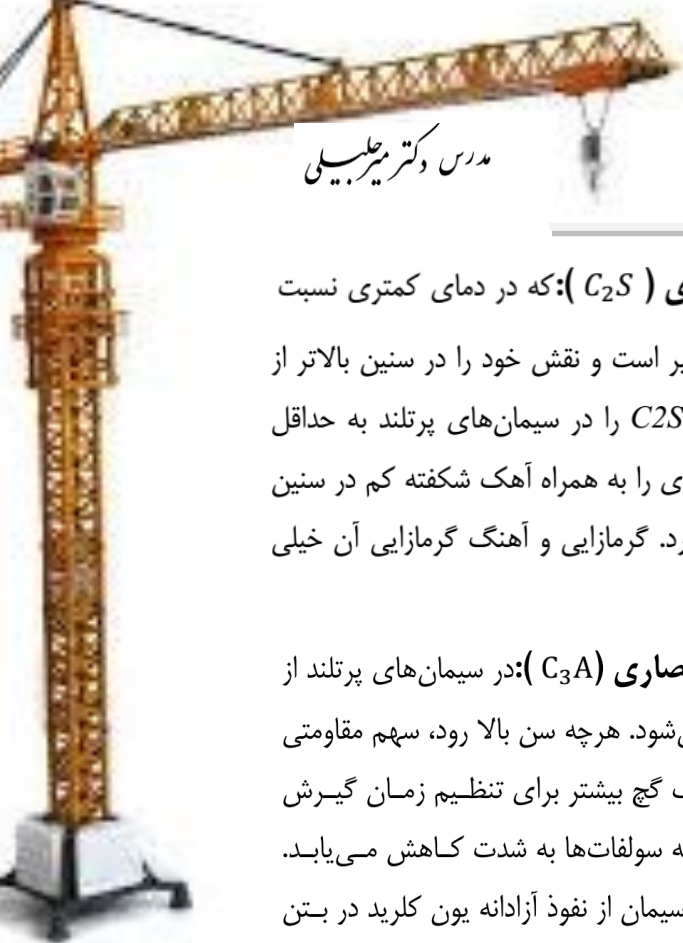 مدرس دکتر میرجلیلی
ی ( C₂S ):که در دمای کمتری نسبت
یر است و نقش خود را در سنین بالاتر از
C2S را در سیمان‌های پرتلند به حداقل
ی را به همراه آهک شکفته کم در سنین
رد. گرمازایی و آهنگ گرمازایی آن خیلی
صاری (C₃A ):در سیمان‌های پرتلند از
ی‌شود. هرچه سن بالا رود، سهم مقاومتی
ف گچ بیشتر برای تنظیم زمـان گیـرش
ه سولفات‌ها به شدت کـاهش مـی‌یابـد.
سیمان از نفوذ آزادانه یون کلرید در بـتن